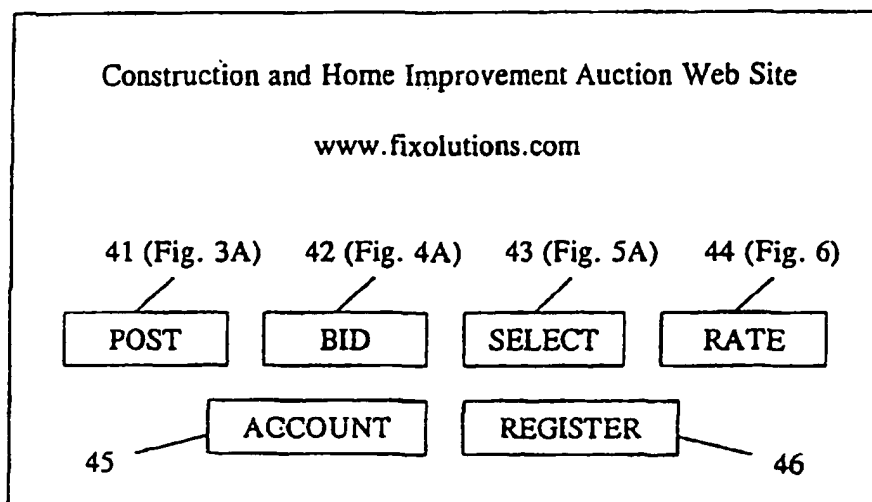 Construction and Home Improvement Auction Web Site
www.fixolutions.com
41 (Fig. 3A) 42 (Fig. 4A) 43 (Fig. 5A) 44 (Fig. 6)
POST BID SELECT RATE
ACCOUNT REGISTER
45 46